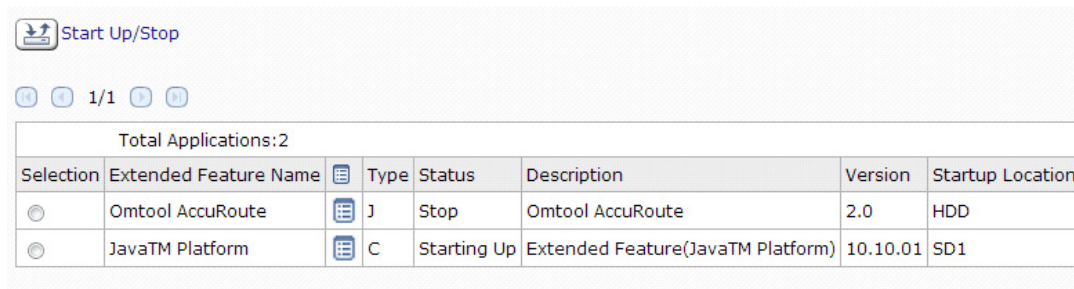 Start Up/Stop
1/1
Total Applications:2
Selection Extended Feature Name Type Status Description Version Startup Location
Omtool AccuRoute J Stop Omtool AccuRoute 2.0 HDD
JavaTM Platform C Starting Up Extended Feature(JavaTM Platform) 10.10.01 SD1